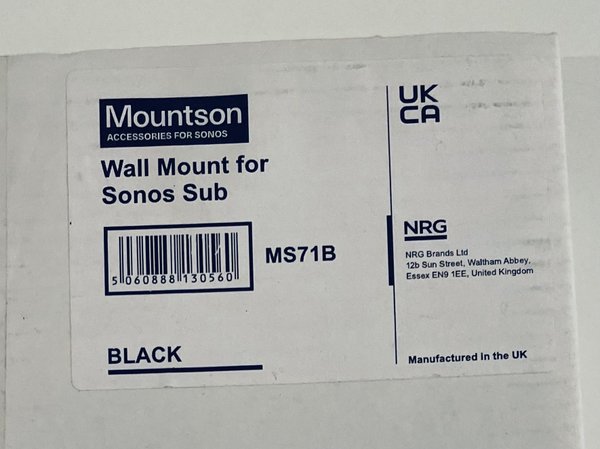 Mountson
ACCESSORIES FOR SONOS
Wall Mount for
Sonos Sub
5 060888 130560
MS71B
BLACK
UK
CA
NRG
NRG Brands Ltd
12b Sun Street, Waltham Abbey,
Essex EN9 1EE, United Kingdom
Manufactured in the UK